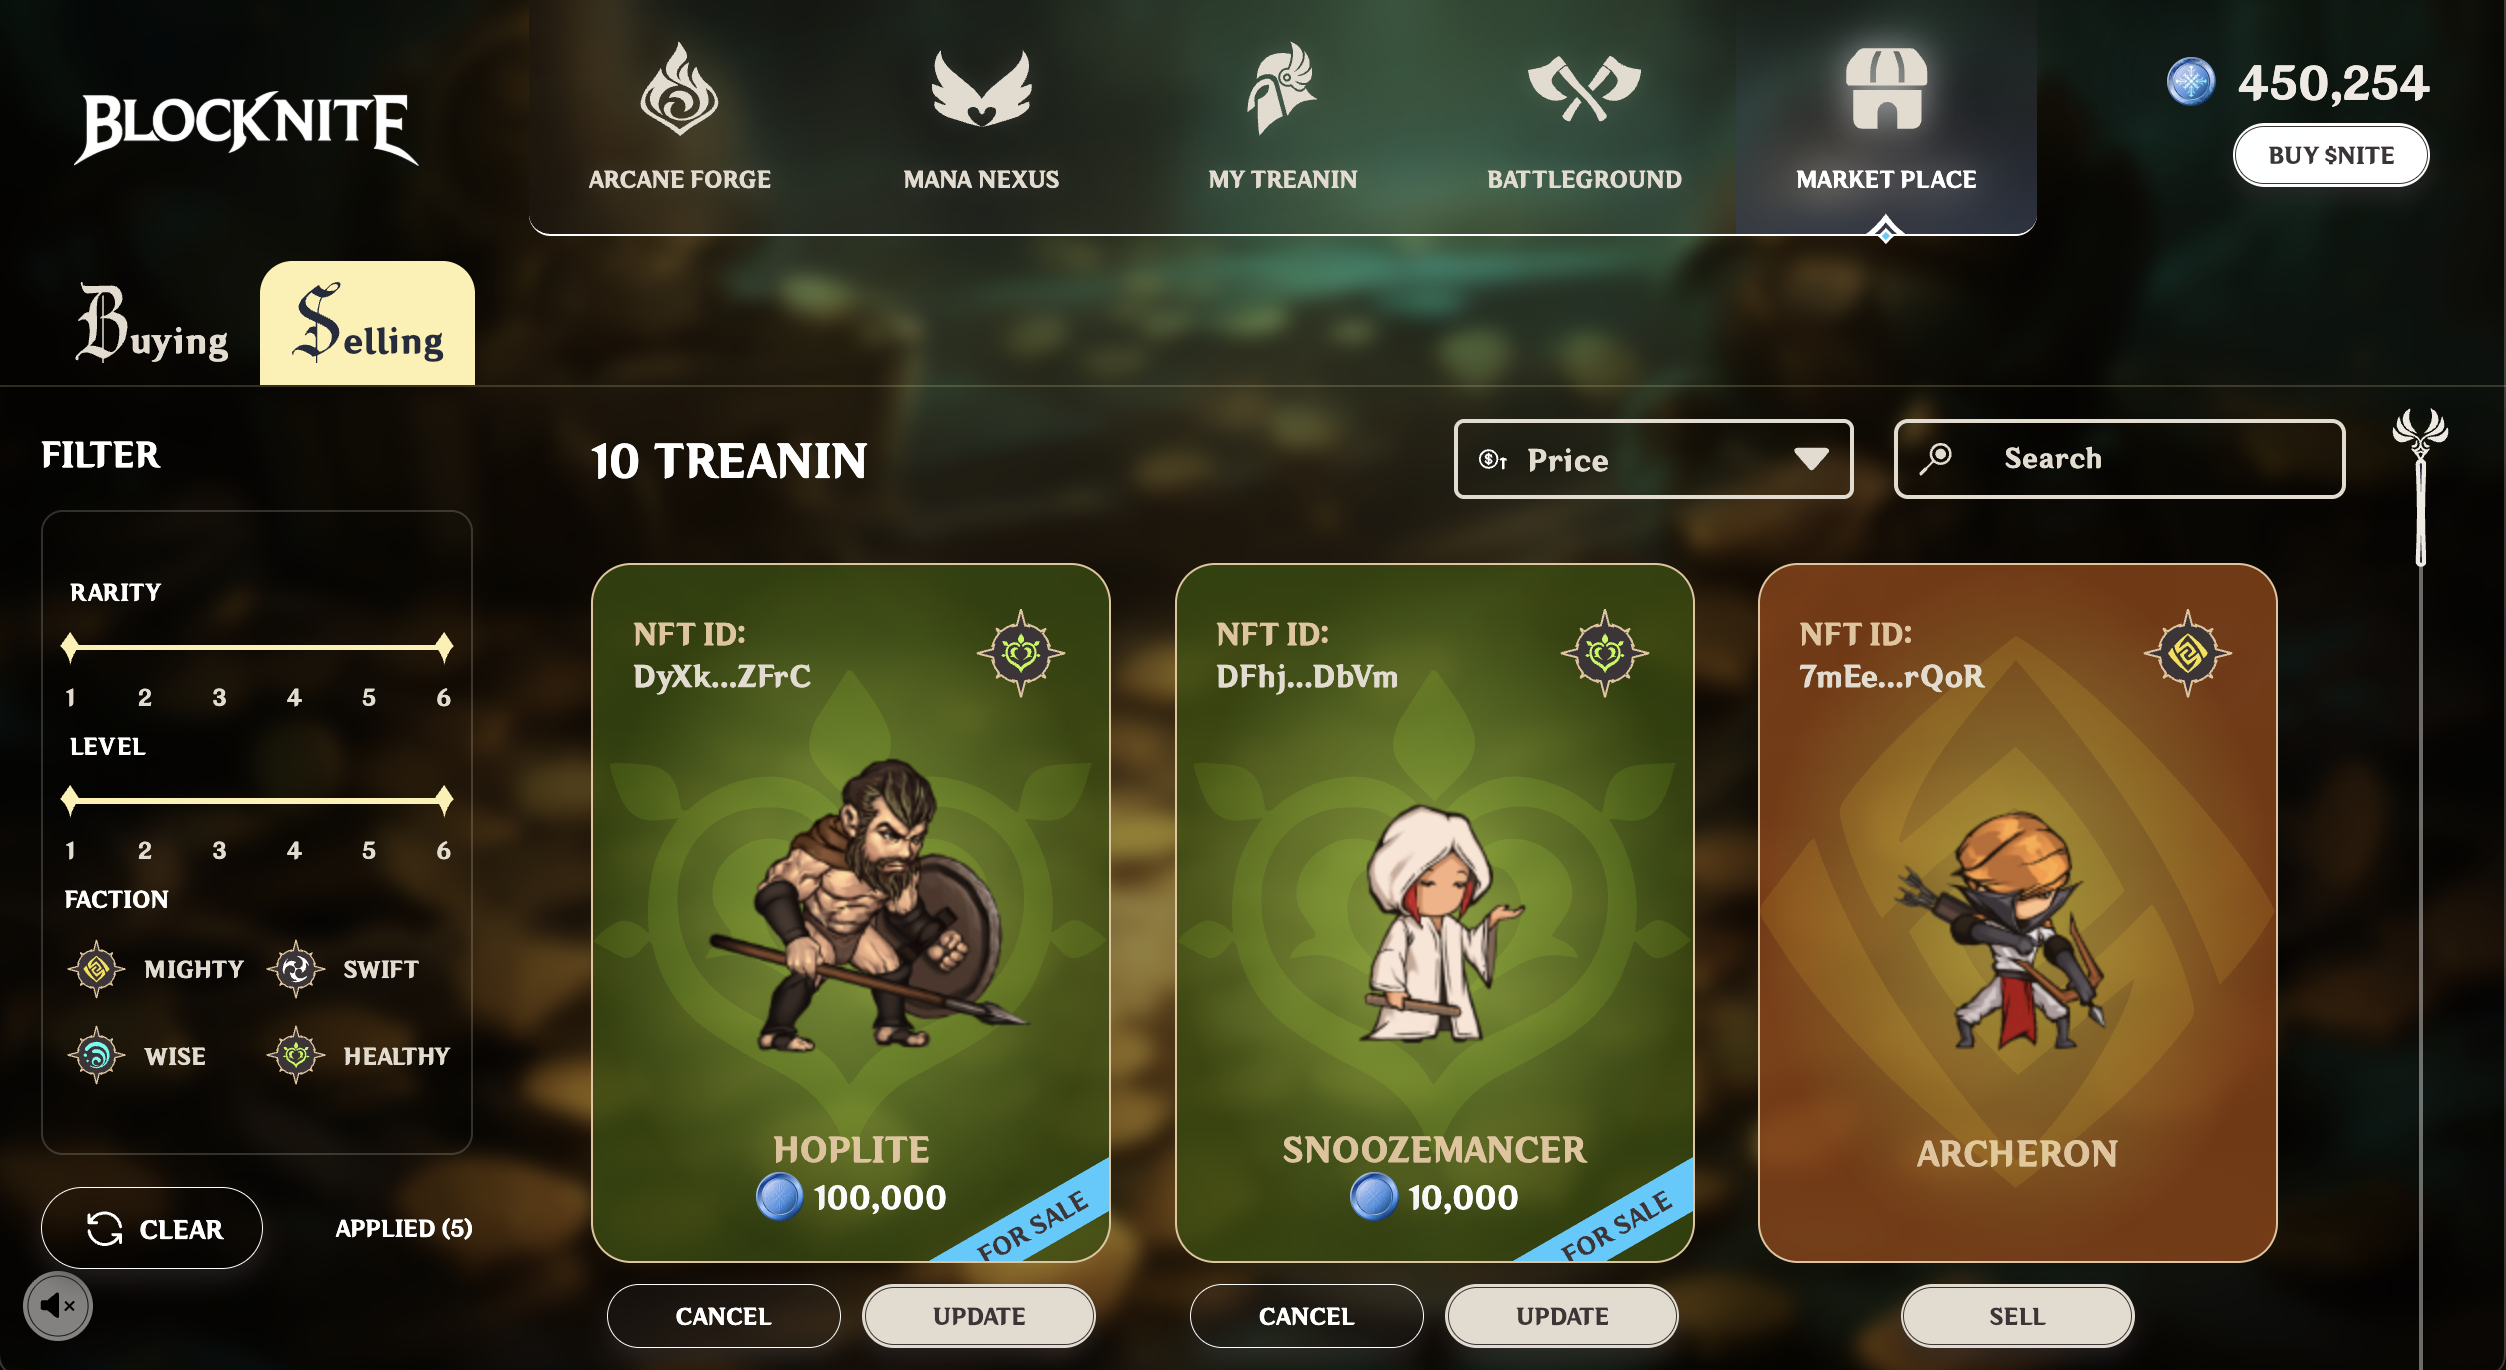 BLOCKNITE
ARCANE FORGE
MANA NEXUS
MY TREANIN
BATTLEGROUND
MARKET PLACE
450,254
BUY $NITE
Buying
Selling
FILTER
10 TREANIN
Price
Search
RARITY
1 2 3 4 5 6
LEVEL
1 2 3 4 5 6
FACTION
MIGHTY
SWIFT
WISE
HEALTHY
CLEAR
APPLIED (5)
NFT ID:
DyXk...ZFrC
HOPLITE
100,000
FOR SALE
CANCEL
UPDATE
NFT ID:
DFhj...DbVm
SNOOZEMANCER
10,000
FOR SALE
CANCEL
UPDATE
NFT ID:
7mEe...rQoR
ARCHERON
SELL